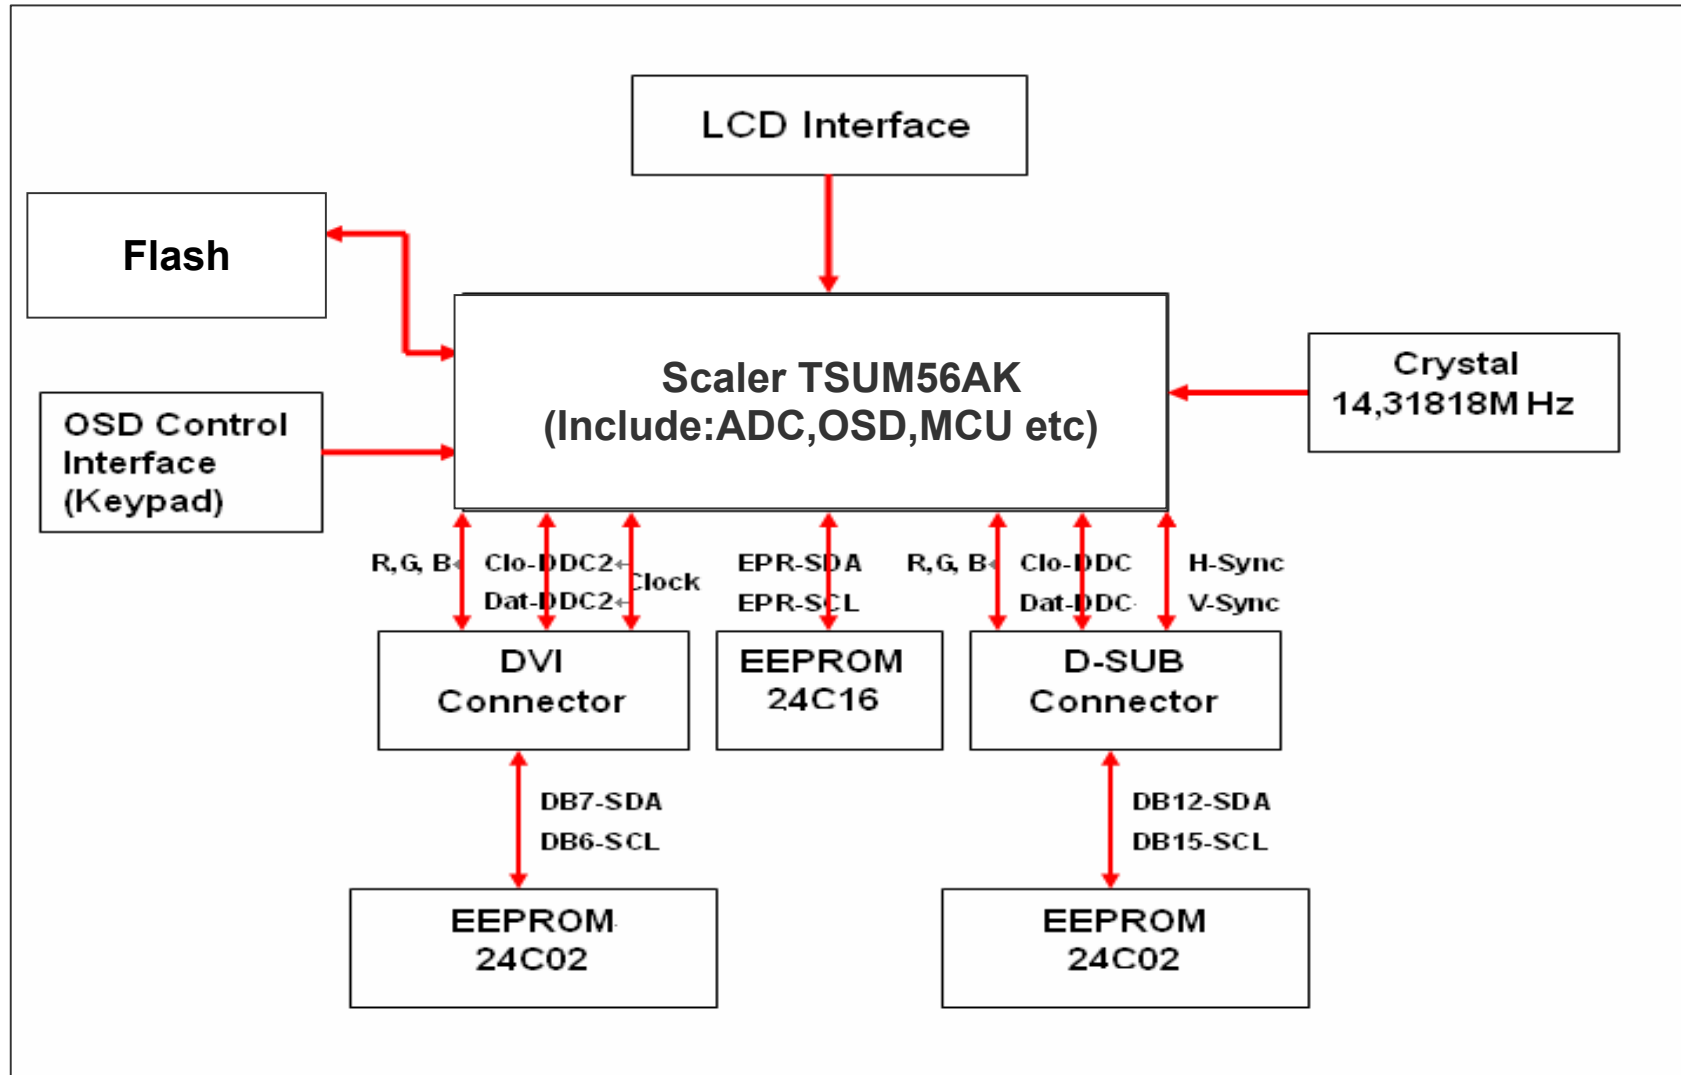 LCD Interface
Flash
Scaler TSUM56AK
(Include:ADC,OSD,MCU etc)
Crystal
14,31818M Hz
OSD Control
Interface
(Keypad)
R,G, B
Clo-DDC2
Dat-DDC2
Clock
EPR-SDA
EPR-SCL
R,G, B
Clo-DDC
Dat-DDC
H-Sync
V-Sync
DVI
Connector
EEPROM
24C16
D-SUB
Connector
DB7-SDA
DB6-SCL
DB12-SDA
DB15-SCL
EEPROM
24C02
EEPROM
24C02